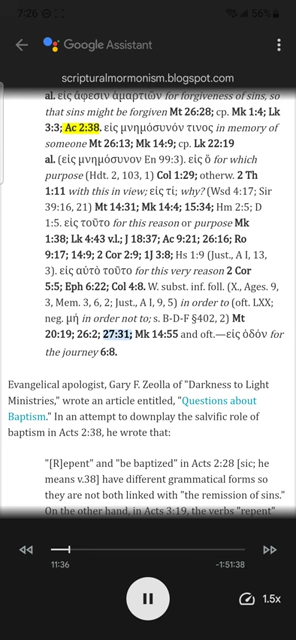 7:26
56%
Google Assistant
scripturalmormonism.blogspot.com
al. εἰς ἄφεσιν ἁμαρτιῶν for forgiveness of sins, so
that sins might be forgiven Mt 26:28; cp. Mk 1:4; Lk
3:3; Ac 2:38. εἰς μνημόσυνόν τινος in memory of
someone Mt 26:13; Mk 14:9; cp. Lk 22:19
al. (εἰς μνημόσυνον En 99:3). εἰς ὅ for which
purpose (Hdt. 2, 103, 1) Col 1:29; otherw. 2 Th
1:11 with this in view; εἰς τί; why? (Wsd 4:17; Sir
39:16, 21) Mt 14:31; Mk 14:4; 15:34; Hm 2:5; D
1:5. εἰς τοῦτο for this reason or purpose Mk
1:38; Lk 4:43 v.l.; J 18:37; Ac 9:21; 26:16; Ro
9:17; 14:9; 2 Cor 2:9; 1J 3:8; Hs 1:9 (Just., A I, 13,
3). εἰς αὐτὸ τοῦτο for this very reason 2 Cor
5:5; Eph 6:22; Col 4:8. W. subst. inf. foll. (X., Ages. 9,
3, Mem. 3, 6, 2; Just., A I, 9, 5) in order to (oft. LXX;
neg. μή in order not to; s. B-D-F §402, 2) Mt
20:19; 26:2; 27:31; Mk 14:55 and oft.—εἰς ὁδόν for
the journey 6:8.
Evangelical apologist, Gary F. Zeolla of "Darkness to Light
Ministries," wrote an article entitled, "Questions about
Baptism." In an attempt to downplay the salvific role of
baptism in Acts 2:38, he wrote that:
"[R]epent" and "be baptized" in Acts 2:28 [sic; he
means v.38] have different grammatical forms so
they are not both linked with "the remission of sins."
On the other hand, in Acts 3:19, the verbs "repent"
11:36
-1:51:38
1.5x